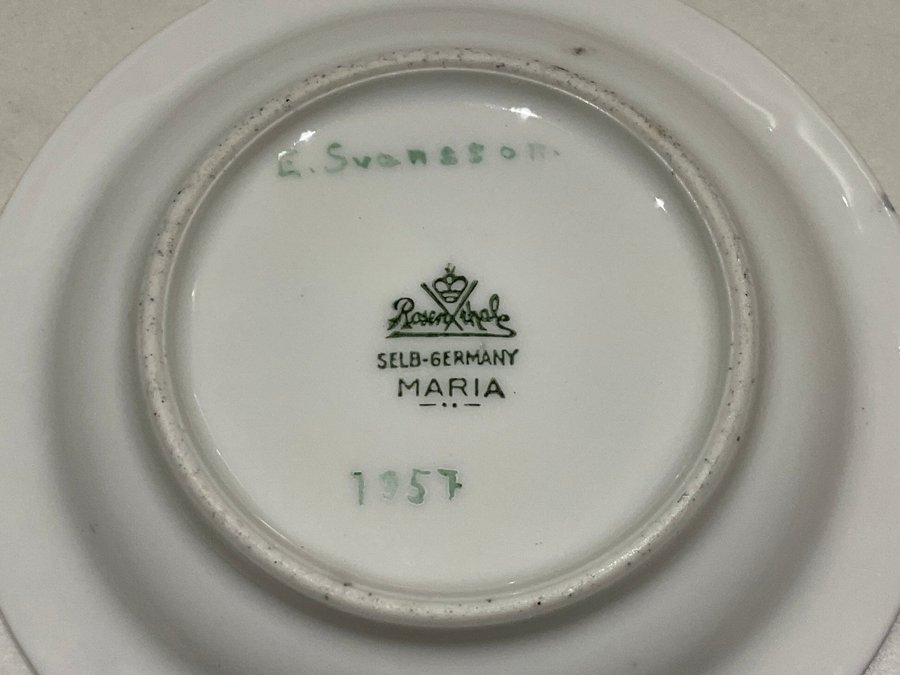 E. Svensson.
Rosenthal
SELB-GERMANY
MARIA
1957